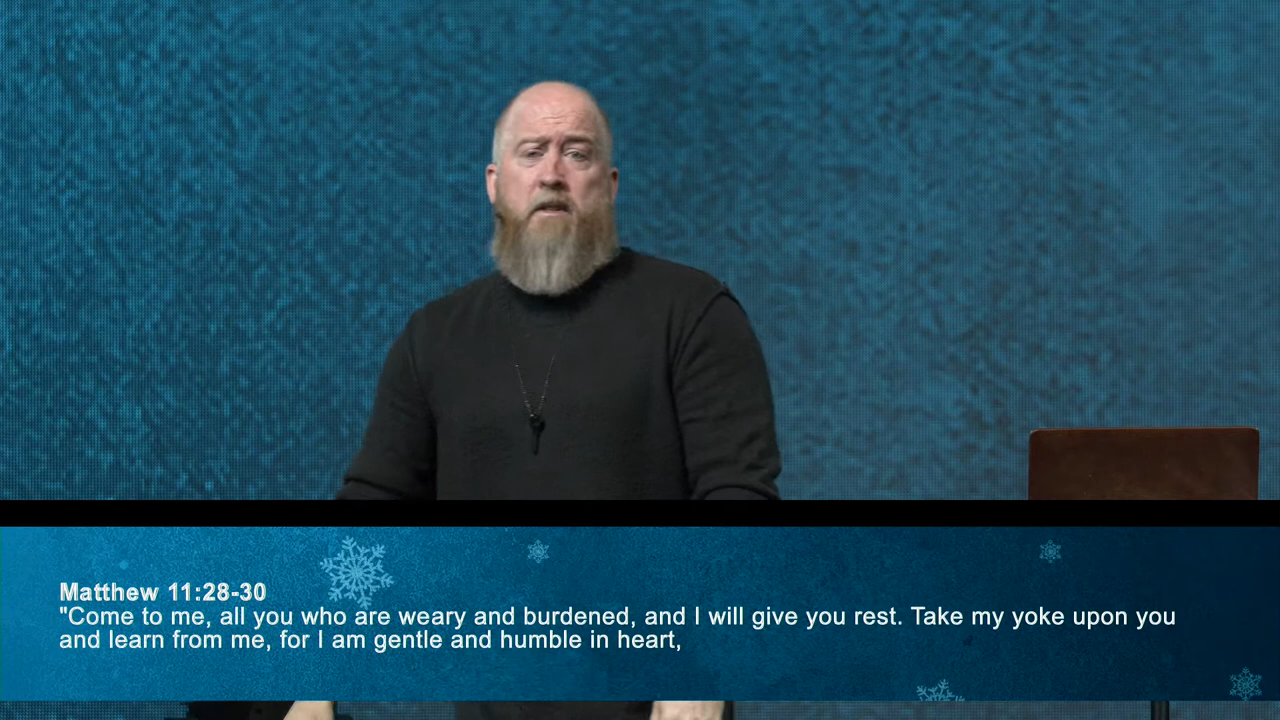 Matthew 11:28-30
"Come to me, all you who are weary and burdened, and I will give you rest. Take my yoke upon you
and learn from me, for I am gentle and humble in heart,